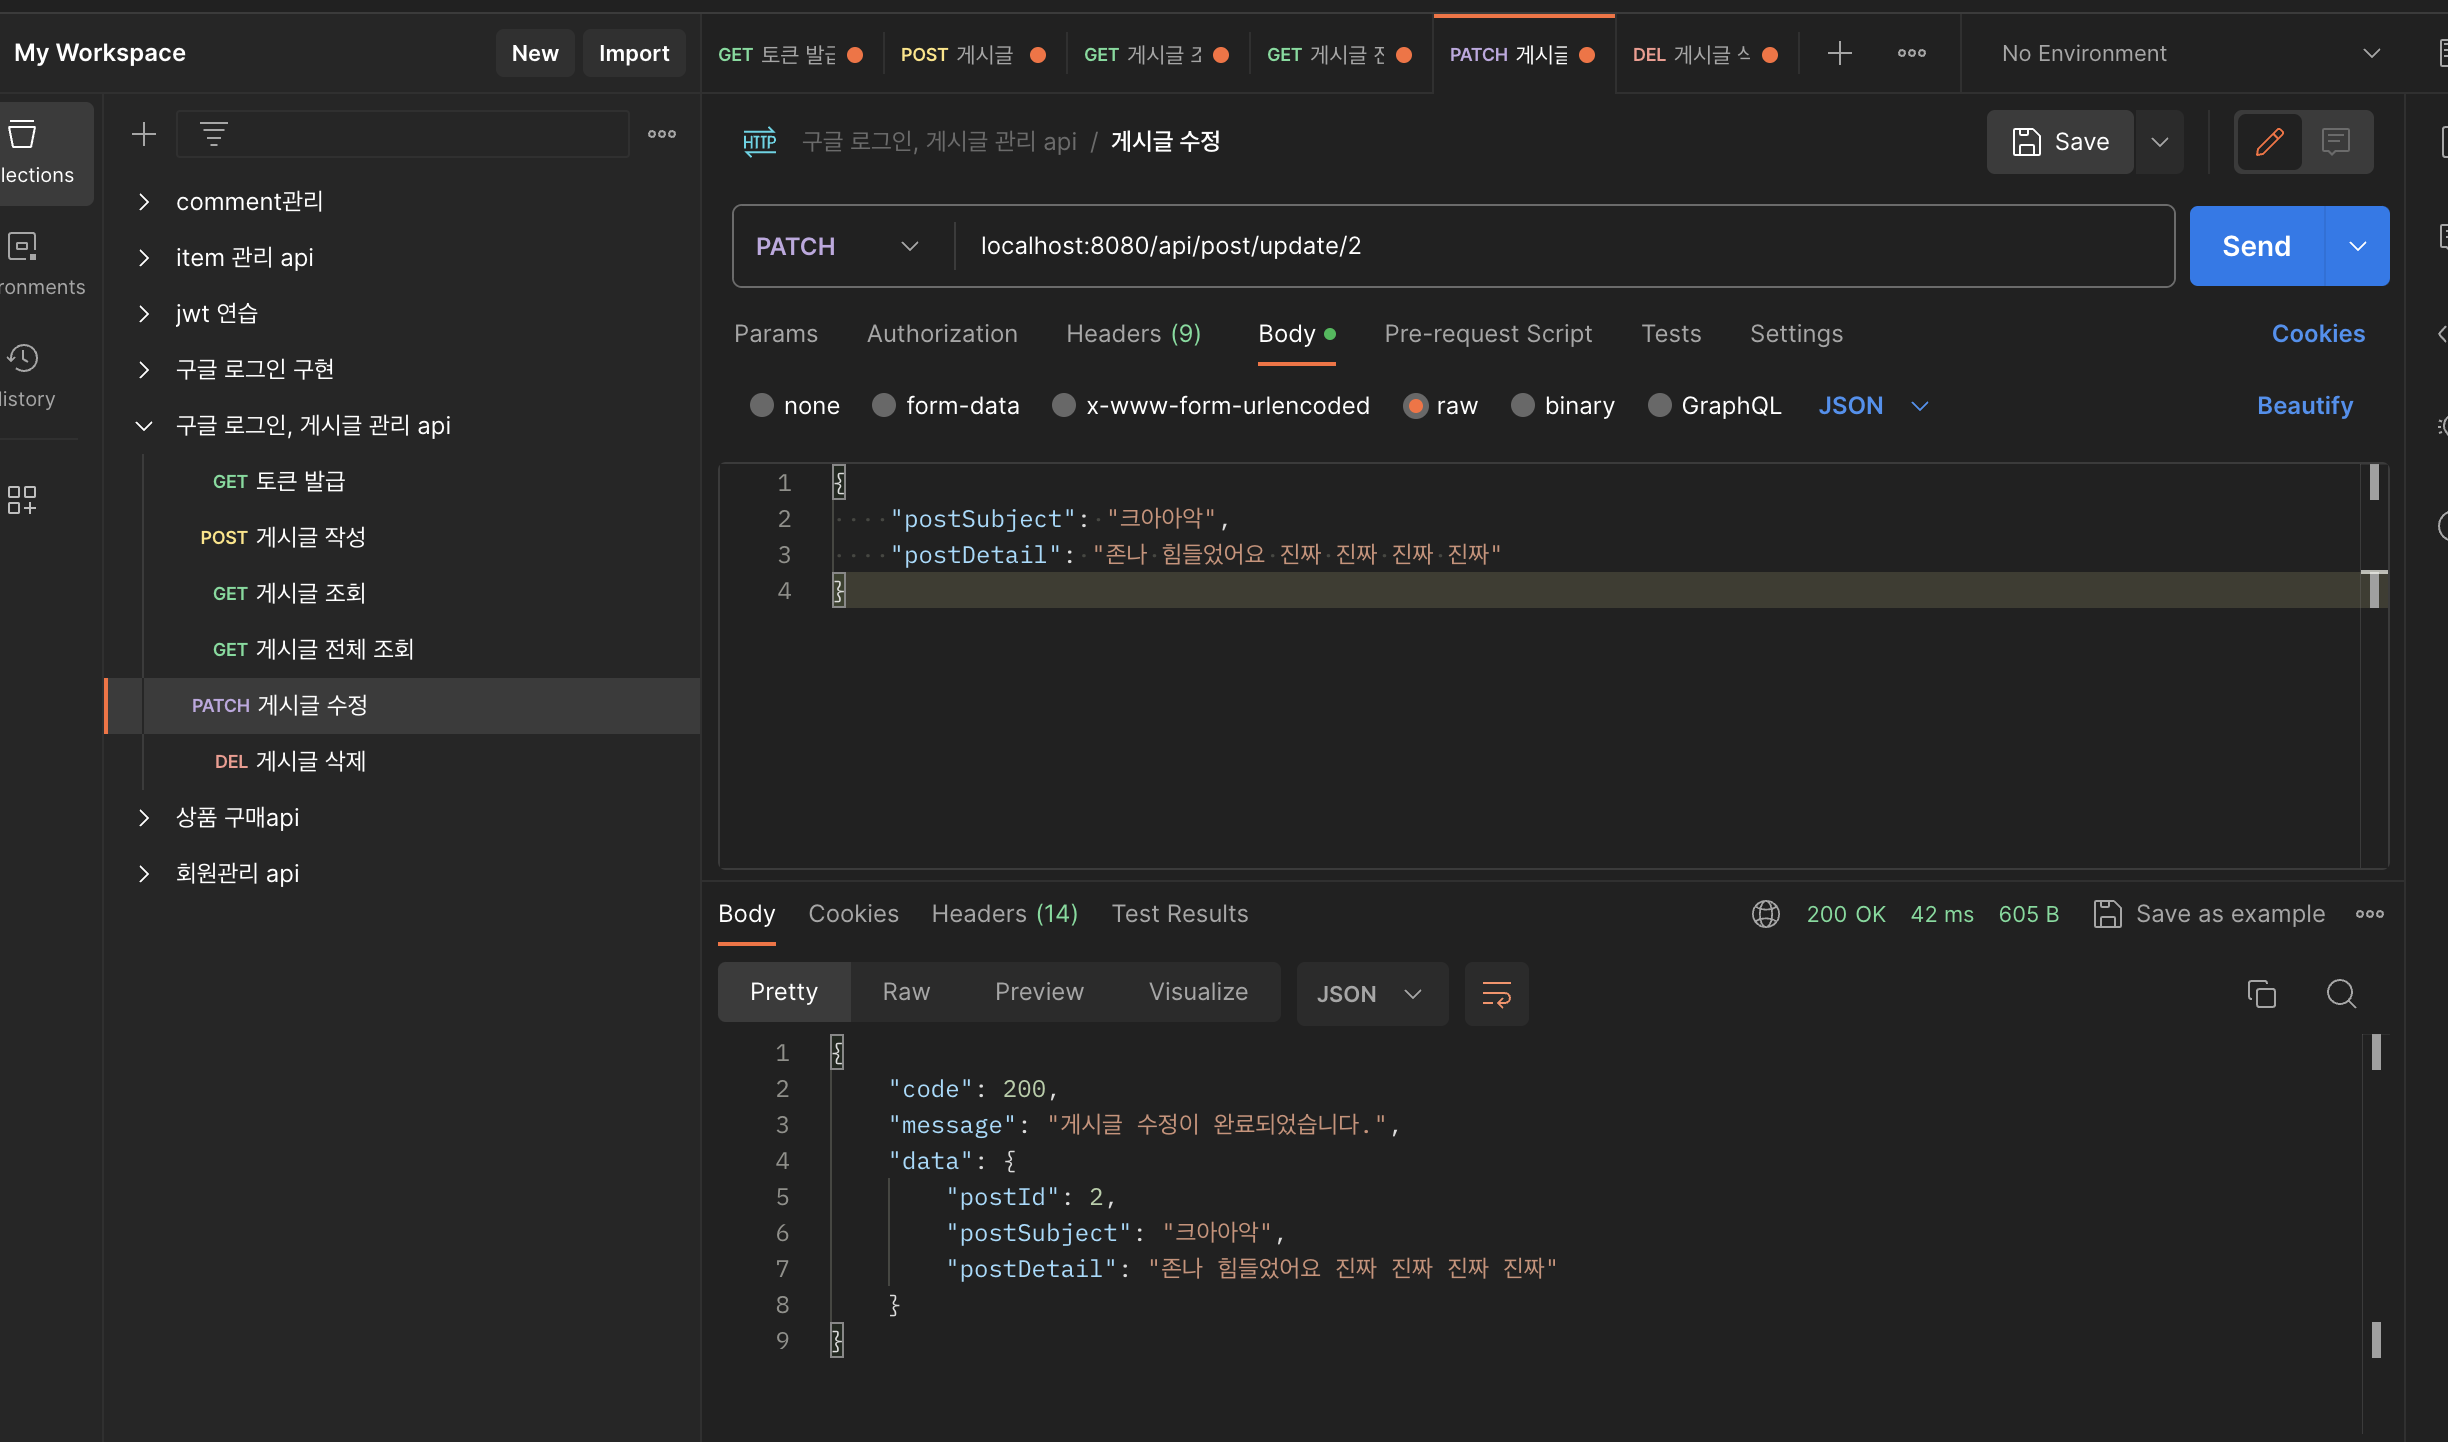 My Workspace
New
Import
GET 토큰 발급
POST 게시글
GET 게시글
GET 게시글
PATCH 게시글
DEL 게시글
No Environment
lections
ronments
istory
comment관리
item 관리 api
jwt 연습
구글 로그인 구현
구글 로그인, 게시글 관리 api
GET 토큰 발급
POST 게시글 작성
GET 게시글 조회
GET 게시글 전체 조회
PATCH 게시글 수정
DEL 게시글 삭제
상품 구매api
회원관리 api
HTTP
구글 로그인, 게시글 관리 api / 게시글 수정
Save
PATCH
localhost:8080/api/post/update/2
Send
Params
Authorization
Headers (9)
Body
Pre-request Script
Tests
Settings
Cookies
none
form-data
x-www-form-urlencoded
raw
binary
GraphQL
JSON
Beautify
1 {
2 "postSubject": "크아아악",
3 "postDetail": "존나 힘들었어요 진짜 진짜 진짜 진짜"
4 }
Body
Cookies
Headers (14)
Test Results
200 OK
42 ms
605 B
Save as example
Pretty
Raw
Preview
Visualize
JSON
1 {
2 "code": 200,
3 "message": "게시글 수정이 완료되었습니다.",
4 "data": {
5 "postId": 2,
6 "postSubject": "크아아악",
7 "postDetail": "존나 힘들었어요 진짜 진짜 진짜 진짜"
8 }
9 }